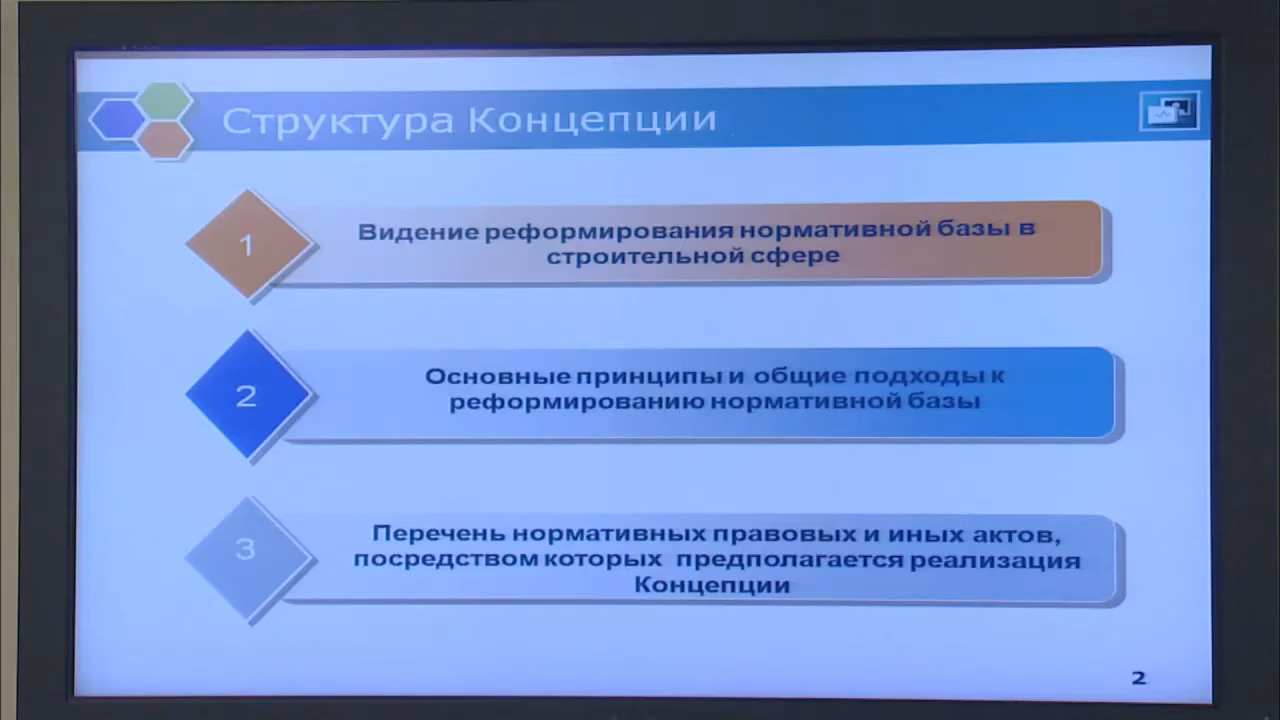 Структура Концепции
1
Видение реформирования нормативной базы в
строительной сфере
2
Основные принципы и общие подходы к
реформированию нормативной базы
3
Перечень нормативных правовых и иных актов,
посредством которых предполагается реализация
Концепции
2